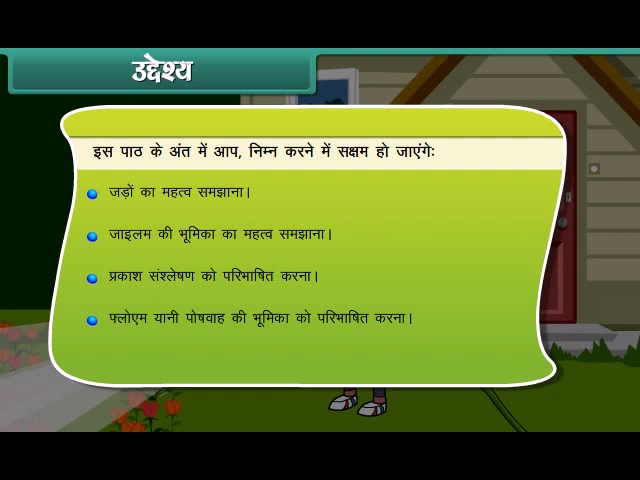 उद्देश्य
इस पाठ के अंत में आप, निम्न करने में सक्षम हो जाएंगेः
जड़ों का महत्व समझाना।
जाइलम की भूमिका का महत्व समझाना।
प्रकाश संश्लेषण को परिभाषित करना।
फ्लोएम यानी पोषवाह की भूमिका को परिभाषित करना।